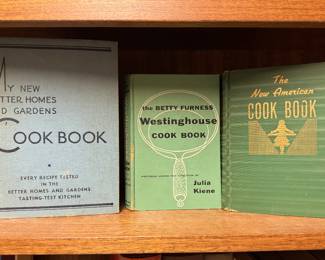 MY NEW
BETTER HOMES
AND GARDENS
COOK BOOK
EVERY RECIPE TESTED
IN THE
BETTER HOMES AND GARDENS
TASTING-TEST KITCHEN
the BETTY FURNESS
Westinghouse
COOK BOOK
Julia
Kiene
The
New American
COOK BOOK